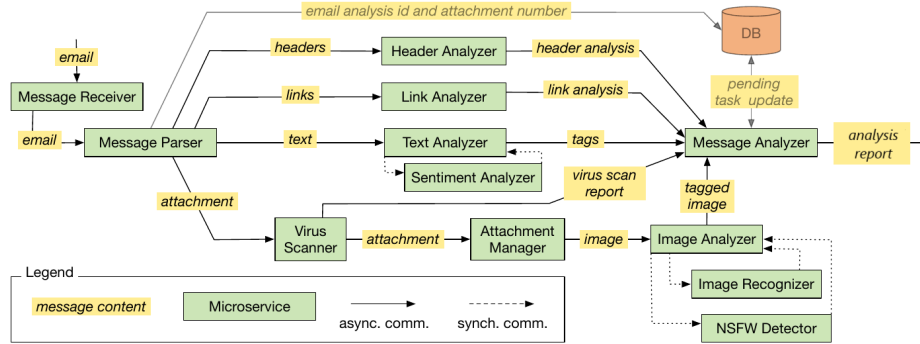 email analysis id and attachment number
DB
email
headers
Header Analyzer
header analysis
Message Receiver
links
Link Analyzer
link analysis
pending
task update
email
Message Parser
text
Text Analyzer
tags
Message Analyzer
analysis
report
Sentiment Analyzer
virus scan
report
attachment
tagged
image
Virus
Scanner
attachment
Attachment
Manager
image
Image Analyzer
Image Recognizer
NSFW Detector
Legend
message content
Microservice
async. comm.
synch. comm.